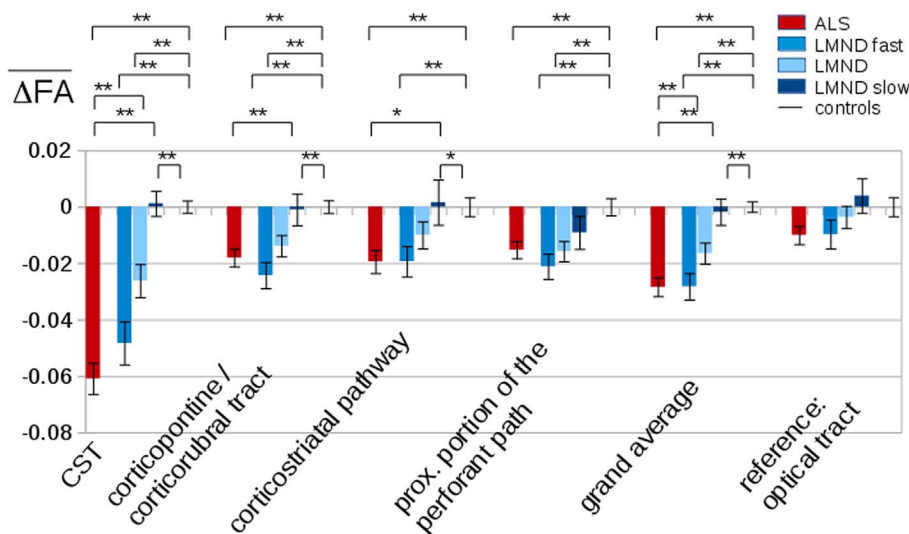 ** ** ** ** **
** ** ** **
** ** ** ** **
** **
** ** * **
** ** * **
ΔFA
ALS
LMND fast
LMND
LMND slow
controls
0.02
0
-0.02
-0.04
-0.06
-0.08
CST
corticopontine /
corticorubral tract
corticostriatal pathway
prox. portion of the
perforant path
grand average
reference:
optical tract